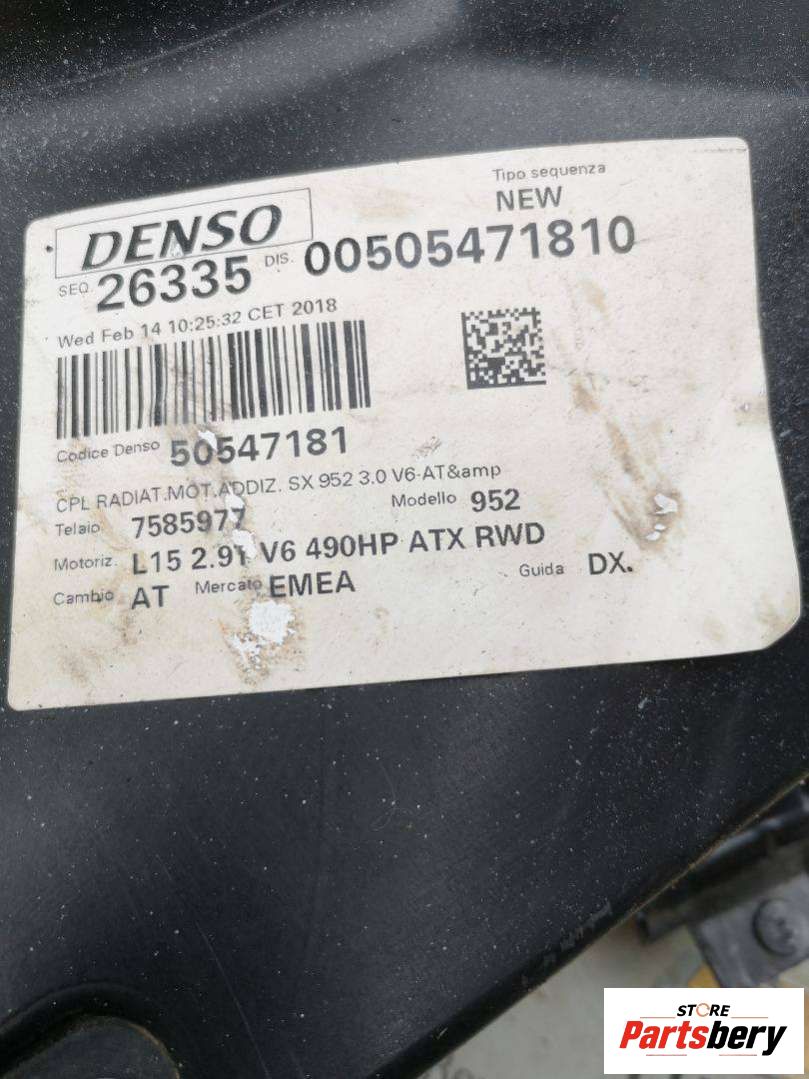 Tipo sequenza
NEW
DENSO
SEQ. 26335 DIS. 00505471810
Wed Feb 14 10:25:32 CET 2018
Codice Denso 50547181
CPL RADIAT.MOT.ADDIZ. SX 952 3.0 V6-AT&amp
Telaio 7585977 Modello 952
Motoriz. L15 2.9T V6 490HP ATX RWD
Cambio AT Mercato EMEA Guida DX.
STORE
Partsbery